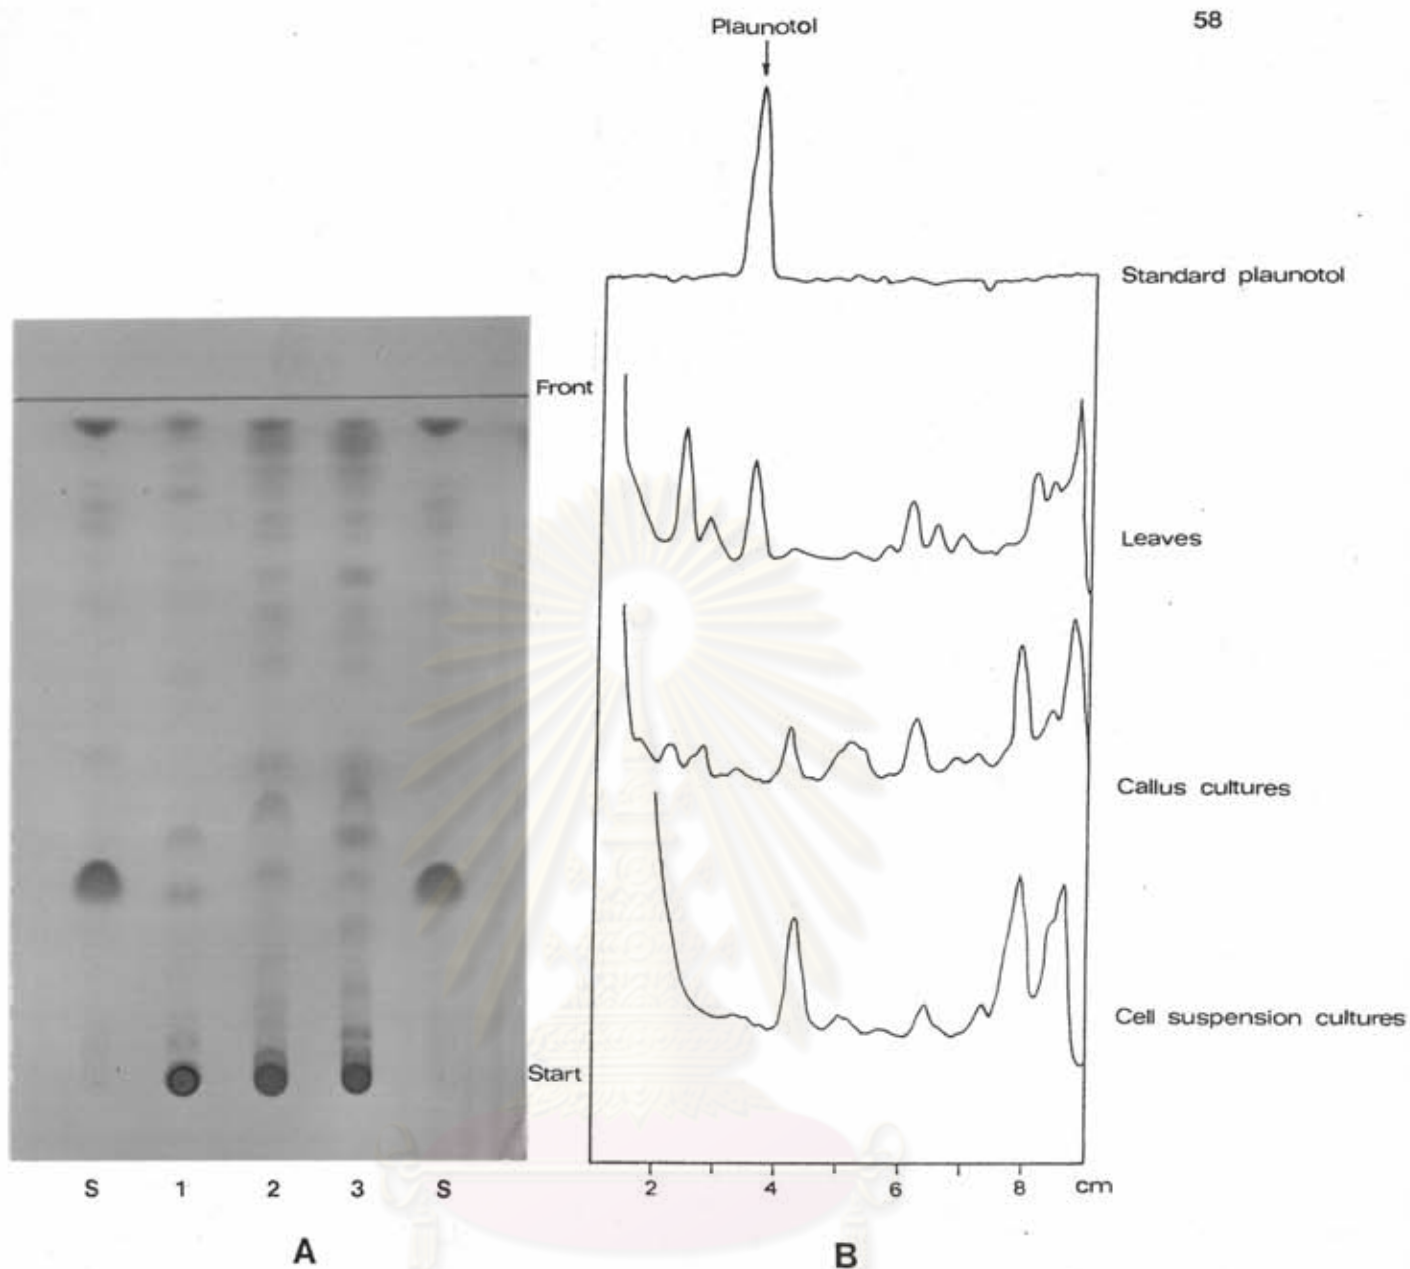 58
Plaunotol
Standard plaunotol
Front
Leaves
Callus cultures
Cell suspension cultures
Start
2 4 6 8 cm
S 1 2 3 S
A
B